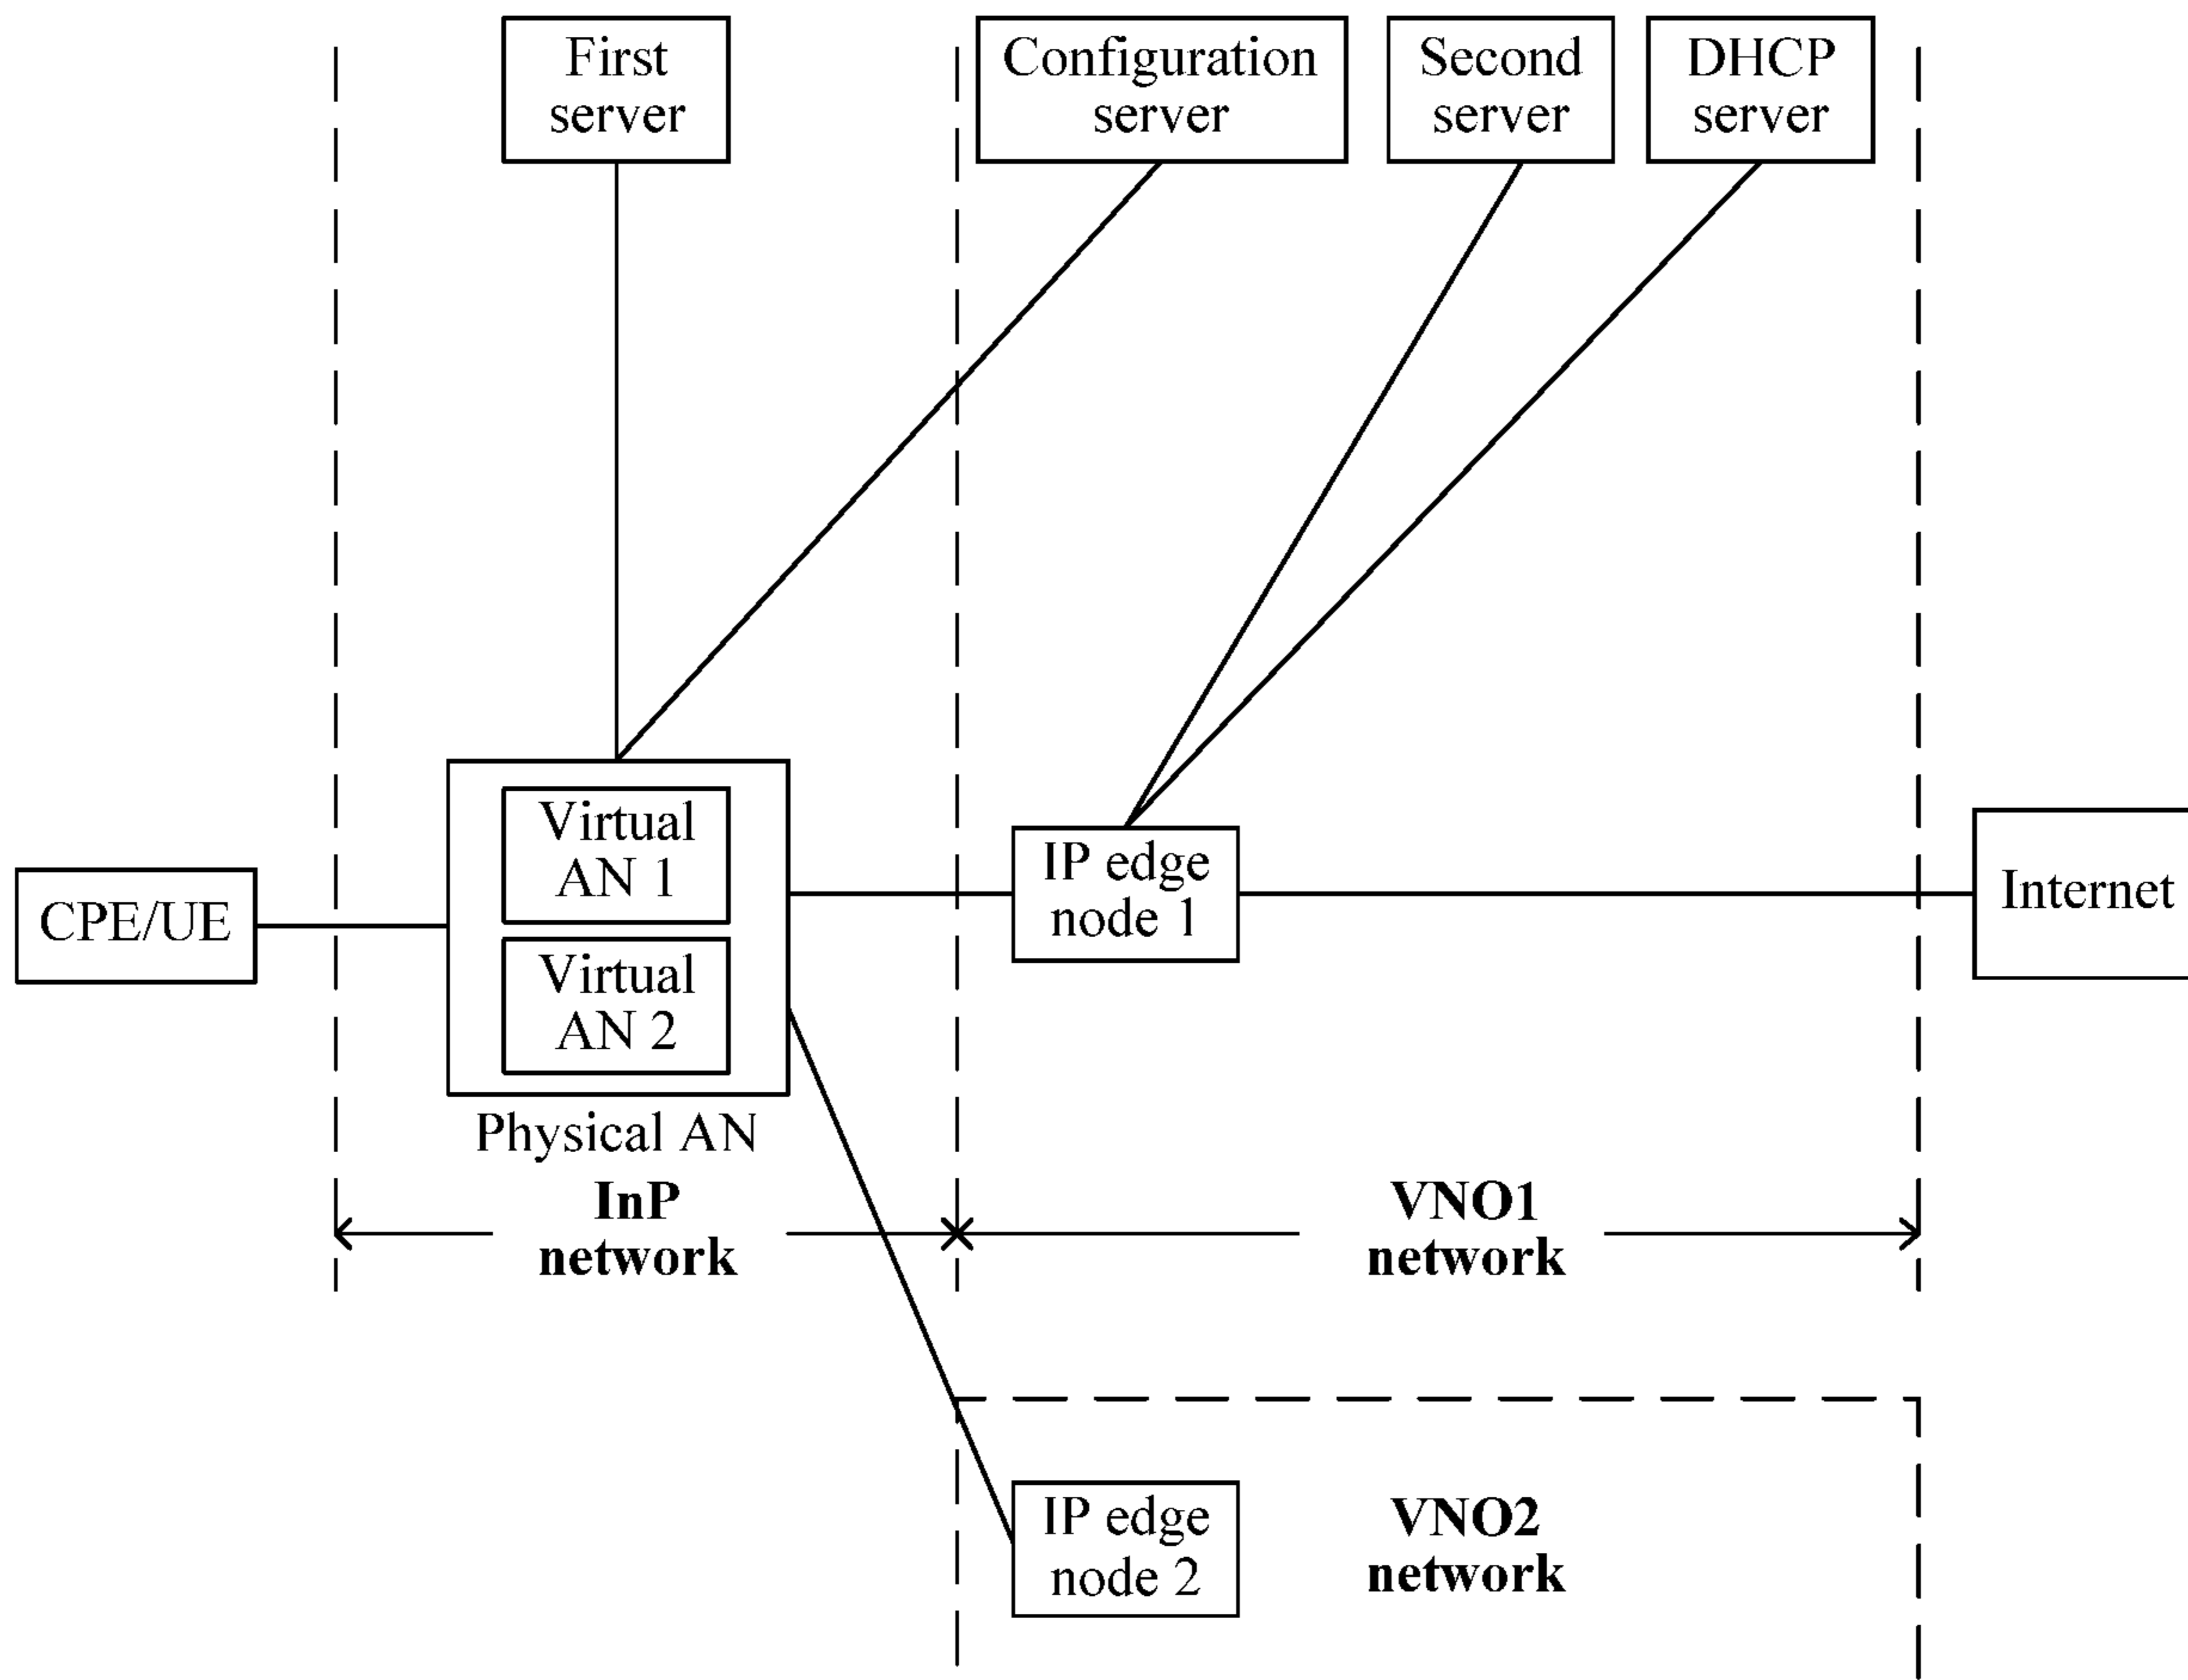 First
server
Configuration
server
Second
server
DHCP
server
Virtual
AN 1
Virtual
AN 2
Physical AN
CPE/UE
IP edge
node 1
Internet
InP
network
VNO1
network
IP edge
node 2
VNO2
network